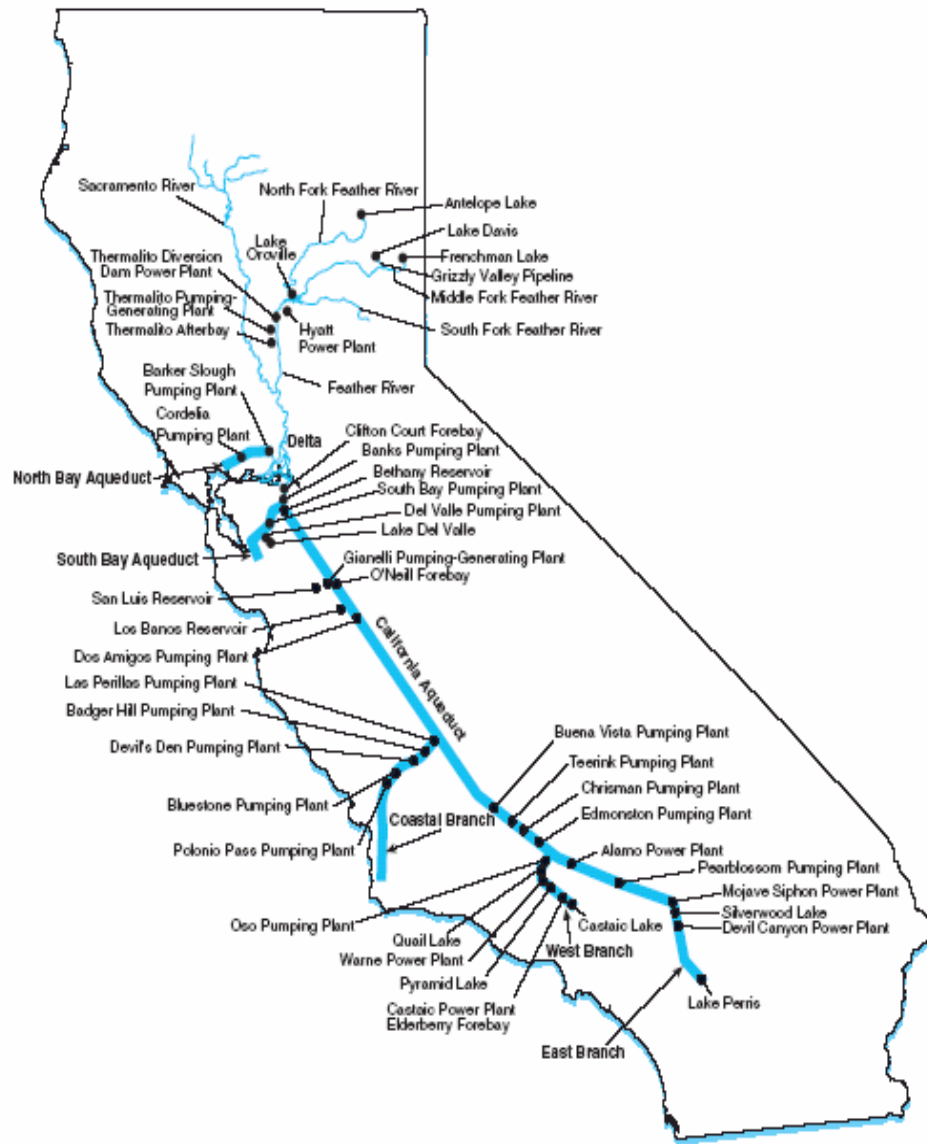 Sacramento River
North Fork Feather River
Antelope Lake
Lake Davis
Lake
Oroville
Frenchman Lake
Thermalito Diversion
Dam Power Plant
Grizzly Valley Pipeline
Middle Fork Feather River
Thermalito Pumping-
Generating Plant
Hyatt
Power Plant
South Fork Feather River
Thermalito Afterbay
Barker Slough
Pumping Plant
Feather River
Cordelia
Pumping Plant
Delta
Clifton Court Forebay
Banks Pumping Plant
North Bay Aqueduct
Bethany Reservoir
South Bay Pumping Plant
Del Valle Pumping Plant
Lake Del Valle
South Bay Aqueduct
Gianelli Pumping-Generating Plant
O'Neill Forebay
San Luis Reservoir
Los Banos Reservoir
California Aqueduct
Dos Amigos Pumping Plant
Las Perillas Pumping Plant
Badger Hill Pumping Plant
Devil's Den Pumping Plant
Buena Vista Pumping Plant
Teerink Pumping Plant
Chrisman Pumping Plant
Bluestone Pumping Plant
Coastal Branch
Edmonston Pumping Plant
Polonio Pass Pumping Plant
Alamo Power Plant
Pearblossom Pumping Plant
Mojave Siphon Power Plant
Silverwood Lake
Devil Canyon Power Plant
Oso Pumping Plant
Castaic Lake
Quail Lake
West Branch
Warne Power Plant
Pyramid Lake
Castaic Power Plant
Elderberry Forebay
Lake Perris
East Branch